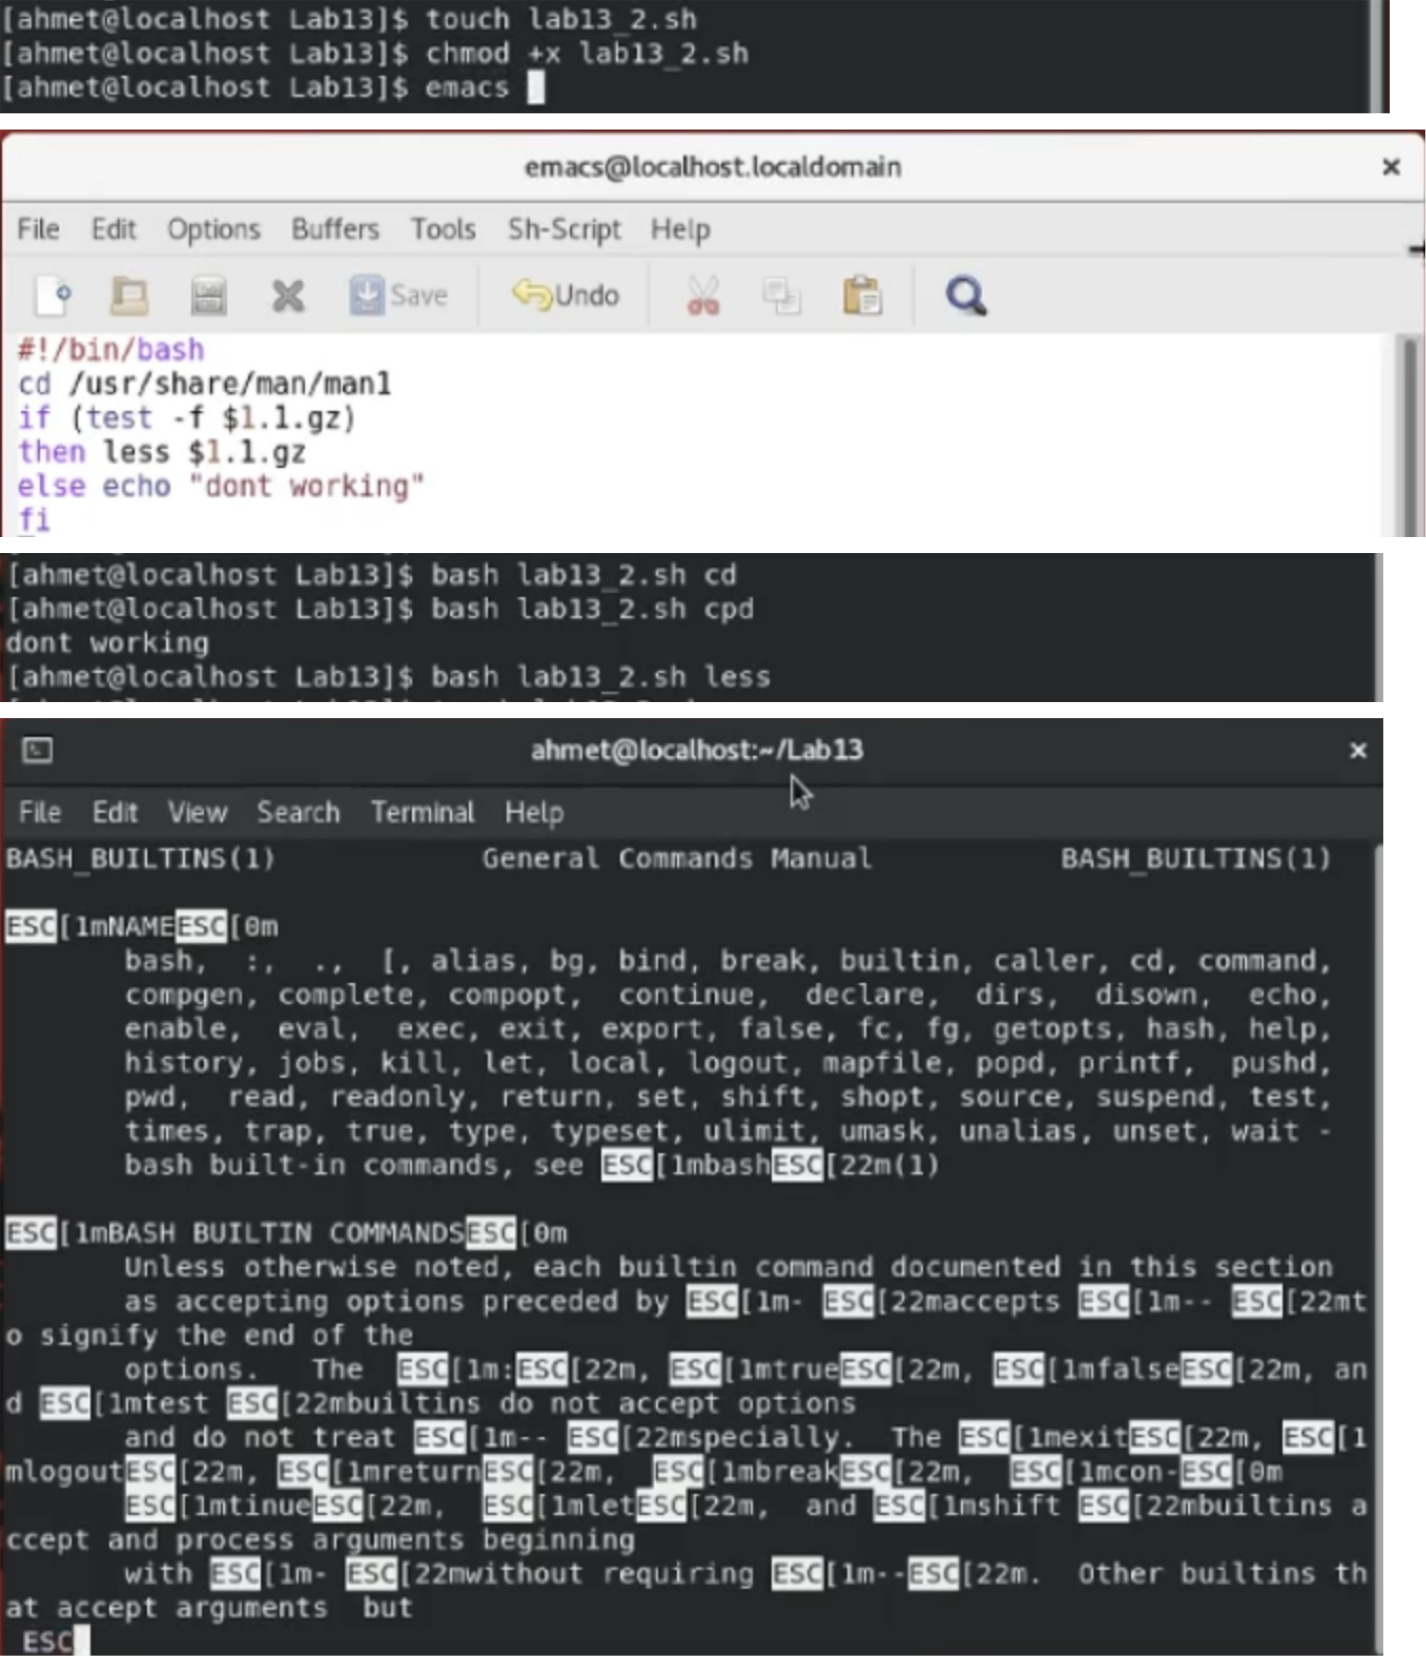 [ahmet@localhost Lab13]$ touch lab13_2.sh
[ahmet@localhost Lab13]$ chmod +x lab13_2.sh
[ahmet@localhost Lab13]$ emacs
emacs@localhost.localdomain
File Edit Options Buffers Tools Sh-Script Help
Save Undo
#!/bin/bash
cd /usr/share/man/man1
if (test -f $1.1.gz)
then less $1.1.gz
else echo "dont working"
fi
[ahmet@localhost Lab13]$ bash lab13_2.sh cd
[ahmet@localhost Lab13]$ bash lab13_2.sh cpd
dont working
[ahmet@localhost Lab13]$ bash lab13_2.sh less
ahmet@localhost:~/Lab13
File Edit View Search Terminal Help
BASH_BUILTINS(1) General Commands Manual BASH_BUILTINS(1)
ESC[1mNAMEESC[0m
bash, :, ., [, alias, bg, bind, break, builtin, caller, cd, command,
compgen, complete, compopt, continue, declare, dirs, disown, echo,
enable, eval, exec, exit, export, false, fc, fg, getopts, hash, help,
history, jobs, kill, let, local, logout, mapfile, popd, printf, pushd,
pwd, read, readonly, return, set, shift, shopt, source, suspend, test,
times, trap, true, type, typeset, ulimit, umask, unalias, unset, wait -
bash built-in commands, see ESC[1mbashESC[22m(1)
ESC[1mBASH BUILTIN COMMANDSESC[0m
Unless otherwise noted, each builtin command documented in this section
as accepting options preceded by ESC[1m- ESC[22maccepts ESC[1m-- ESC[22mt
o signify the end of the
options. The ESC[1m:ESC[22m, ESC[1mtrueESC[22m, ESC[1mfalseESC[22m, an
d ESC[1mtest ESC[22mbuiltins do not accept options
and do not treat ESC[1m-- ESC[22mspecially. The ESC[1mexitESC[22m, ESC[1
mlogoutESC[22m, ESC[1mreturnESC[22m, ESC[1mbreakESC[22m, ESC[1mcon-ESC[0m
ESC[1mtinueESC[22m, ESC[1mletESC[22m, and ESC[1mshift ESC[22mbuiltins a
ccept and process arguments beginning
with ESC[1m- ESC[22mwithout requiring ESC[1m--ESC[22m. Other builtins th
at accept arguments but
ESC